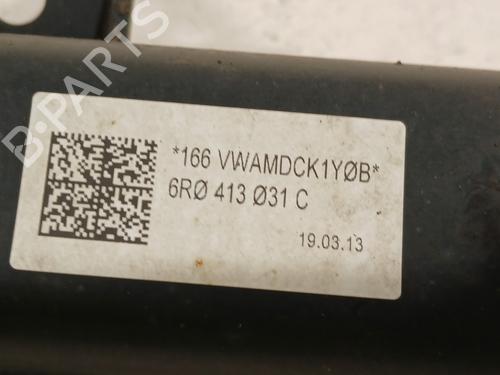 *166 VWAMDCK1YØB*
6RØ 413 Ø31 C
19.03.13
B-PARTS